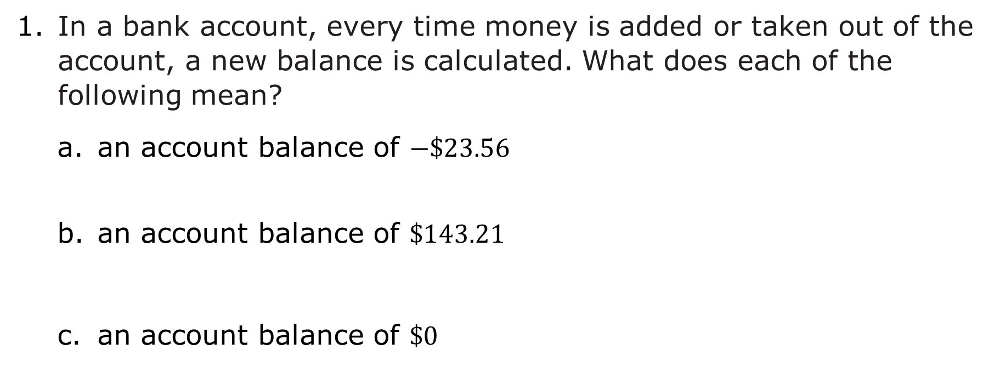 1. In a bank account, every time money is added or taken out of the
account, a new balance is calculated. What does each of the
following mean?
a. an account balance of –$23.56
b. an account balance of $143.21
c. an account balance of $0